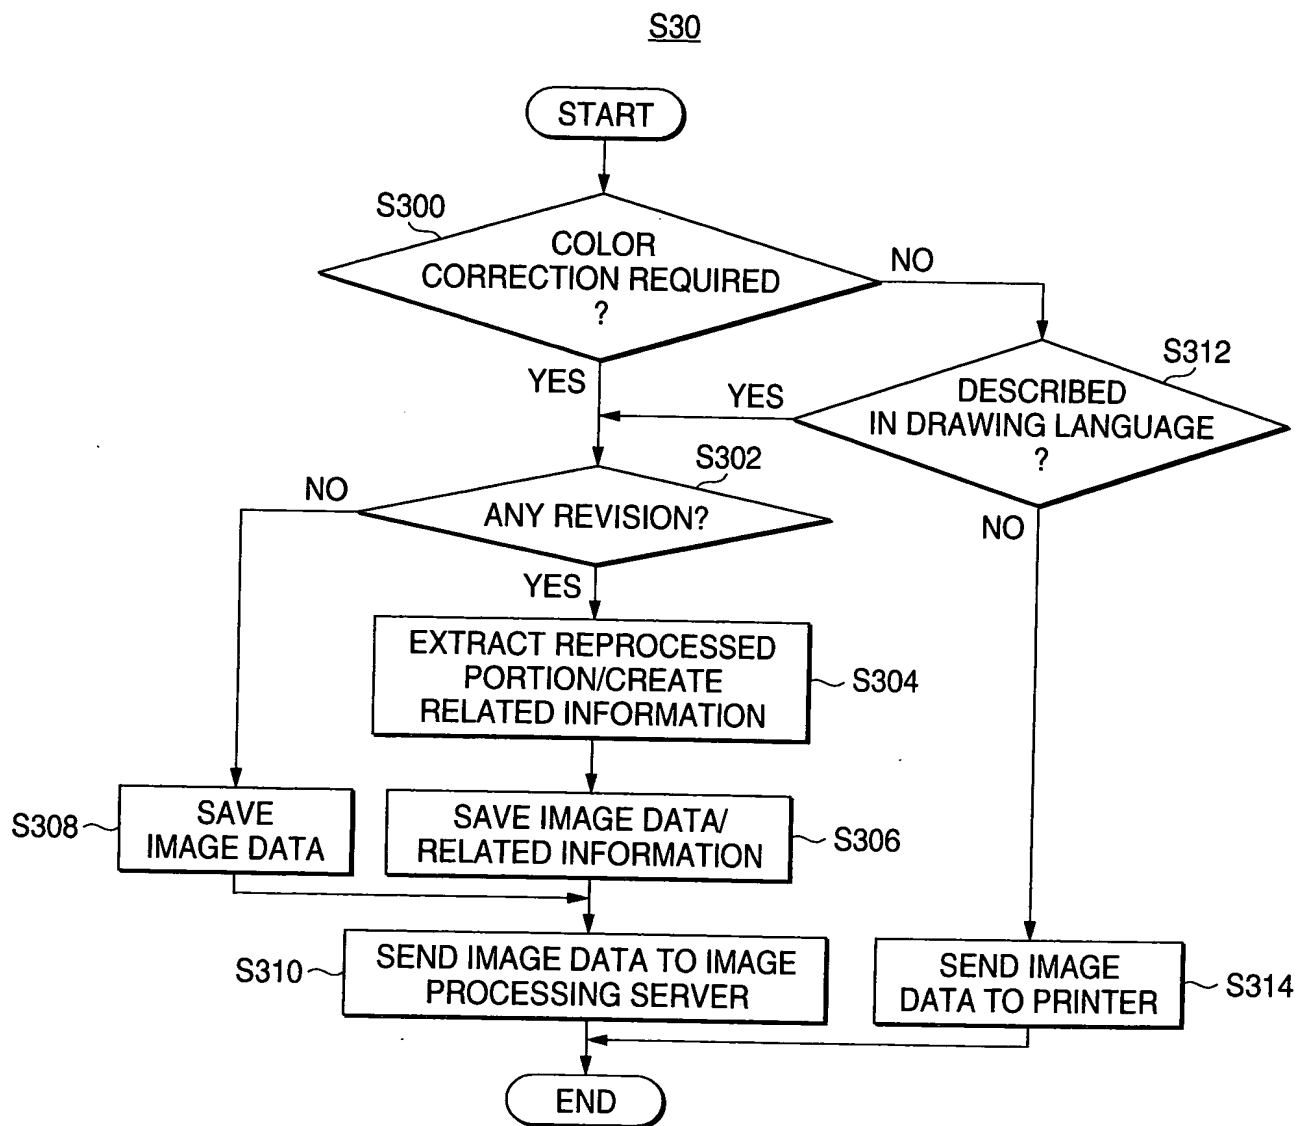 S30
START
S300
COLOR
CORRECTION REQUIRED
?
NO
YES
S312
DESCRIBED
IN DRAWING LANGUAGE
?
YES
NO
S302
ANY REVISION?
NO
YES
EXTRACT REPROCESSED
PORTION/CREATE
RELATED INFORMATION
S304
S308
SAVE
IMAGE DATA
SAVE IMAGE DATA/
RELATED INFORMATION
S306
S310
SEND IMAGE DATA TO IMAGE
PROCESSING SERVER
SEND IMAGE
DATA TO PRINTER
S314
END